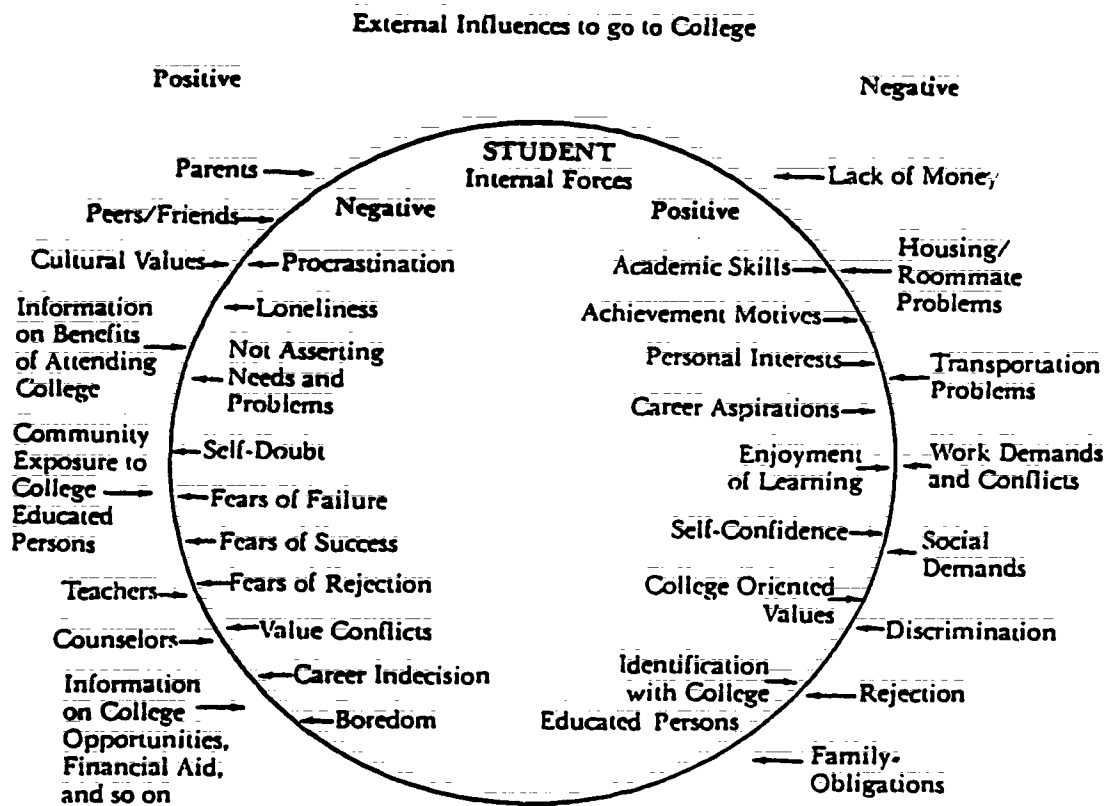 External Influences to go to College
Positive
Negative
STUDENT
Internal Forces
Negative
Positive
Parents
Peers/Friends
Cultural Values
Information
on Benefits
of Attending
College
Community
Exposure to
College
Educated
Persons
Teachers
Counselors
Information
on College
Opportunities,
Financial Aid,
and so on
Procrastination
Loneliness
Not Asserting
Needs and
Problems
Self-Doubt
Fears of Failure
Fears of Success
Fears of Rejection
Value Conflicts
Career Indecision
Boredom
Academic Skills
Achievement Motives
Personal Interests
Career Aspirations
Enjoyment
of Learning
Self-Confidence
College Oriented
Values
Identification
with College
Educated Persons
Lack of Money
Housing/
Roommate
Problems
Transportation
Problems
Work Demands
and Conflicts
Social
Demands
Discrimination
Rejection
Family-
Obligations